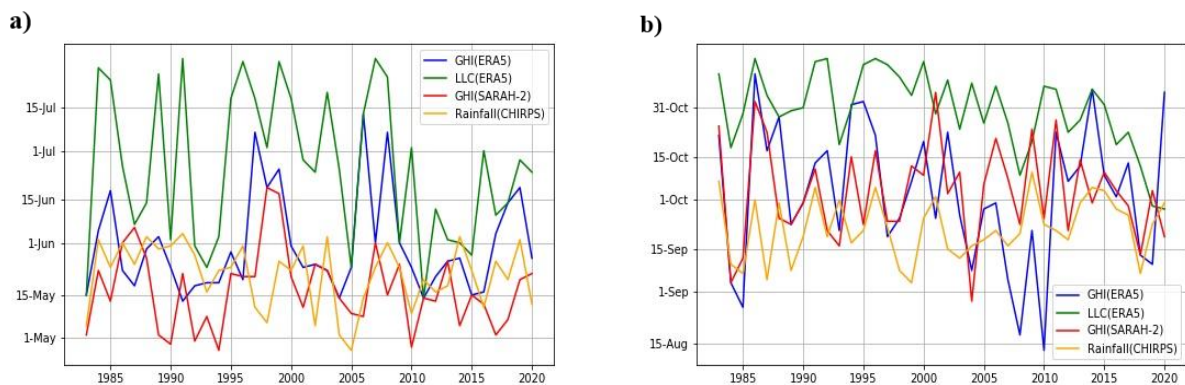 a)
GHI(ERA5)
LLC(ERA5)
GHI(SARAH-2)
Rainfall(CHIRPS)
15-Jul
1-Jul
15-Jun
1-Jun
15-May
1-May
1985 1990 1995 2000 2005 2010 2015 2020
b)
31-Oct
15-Oct
1-Oct
15-Sep
1-Sep
15-Aug
GHI(ERA5)
LLC(ERA5)
GHI(SARAH-2)
Rainfall(CHIRPS)
1985 1990 1995 2000 2005 2010 2015 2020